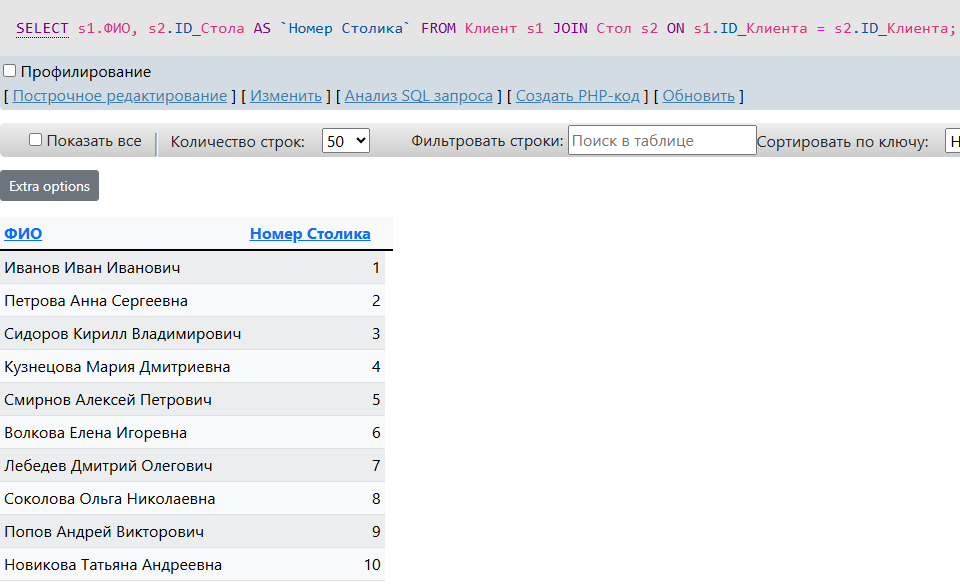 SELECT s1.ФИО, s2.ID_Стола AS `Номер Столика` FROM Клиент s1 JOIN Стол s2 ON s1.ID_Клиента = s2.ID_Клиента;
Профилирование
[ Построчное редактирование ] [ Изменить ] [ Анализ SQL запроса ] [ Создать PHP-код ] [ Обновить ]
Показать все Количество строк: 50 Фильтровать строки: Поиск в таблице Сортировать по ключу:
Extra options
ФИО Номер Столика
Иванов Иван Иванович 1
Петрова Анна Сергеевна 2
Сидоров Кирилл Владимирович 3
Кузнецова Мария Дмитриевна 4
Смирнов Алексей Петрович 5
Волкова Елена Игоревна 6
Лебедев Дмитрий Олегович 7
Соколова Ольга Николаевна 8
Попов Андрей Викторович 9
Новикова Татьяна Андреевна 10